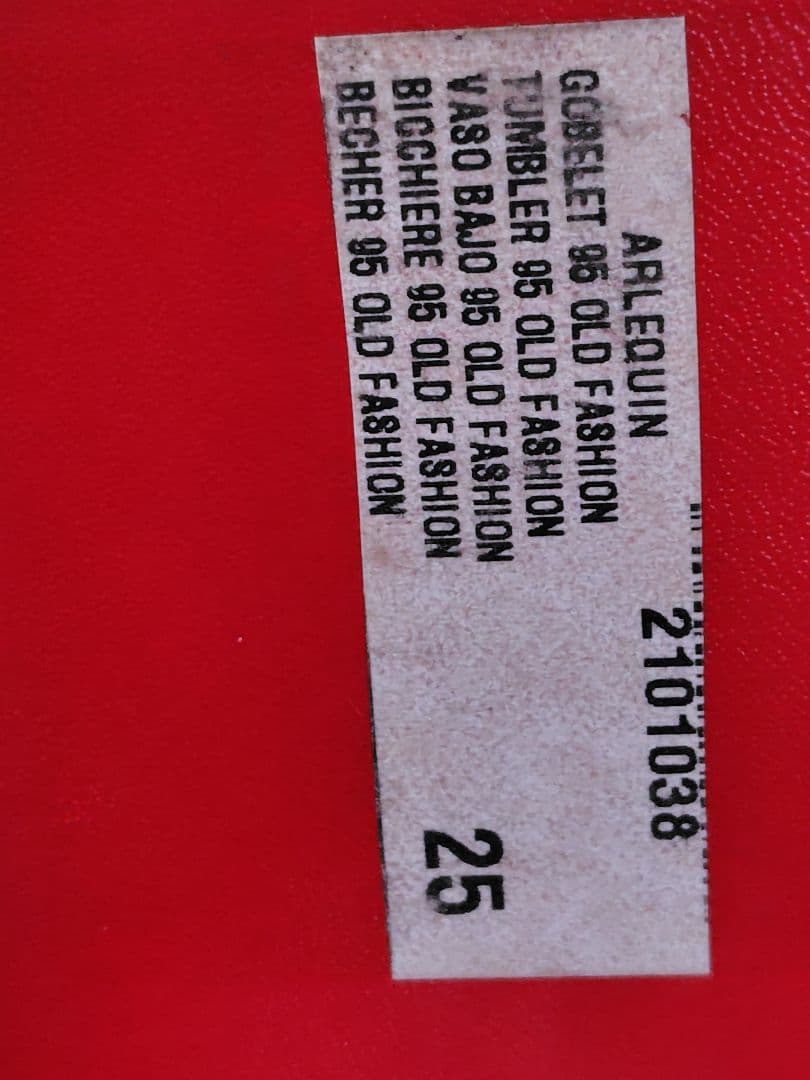 ARLEQUIN
2101038
GOBELET 95 OLD FASHION
TUMBLER 95 OLD FASHION
VASO BAJO 95 OLD FASHION
BICCHIERE 95 OLD FASHION
BECHER 95 OLD FASHION
25